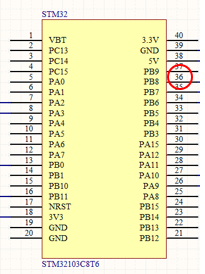 STM32
1 VBT 3.3V 40
2 PC13 GND 39
3 PC14 5V 38
4 PC15 PB9 37
5 PA0 PB8 36
6 PA1 PB7 35
7 PA2 PB6 34
8 PA3 PB5 33
9 PA4 PB4 32
10 PA5 PB3 31
11 PA6 PA15 30
12 PA7 PA12 29
13 PB0 PA11 28
14 PB1 PA10 27
15 PB10 PA9 26
16 PB11 PA8 25
17 NRST PB15 24
18 3V3 PB14 23
19 GND PB13 22
20 GND PB12 21
STM32103C8T6